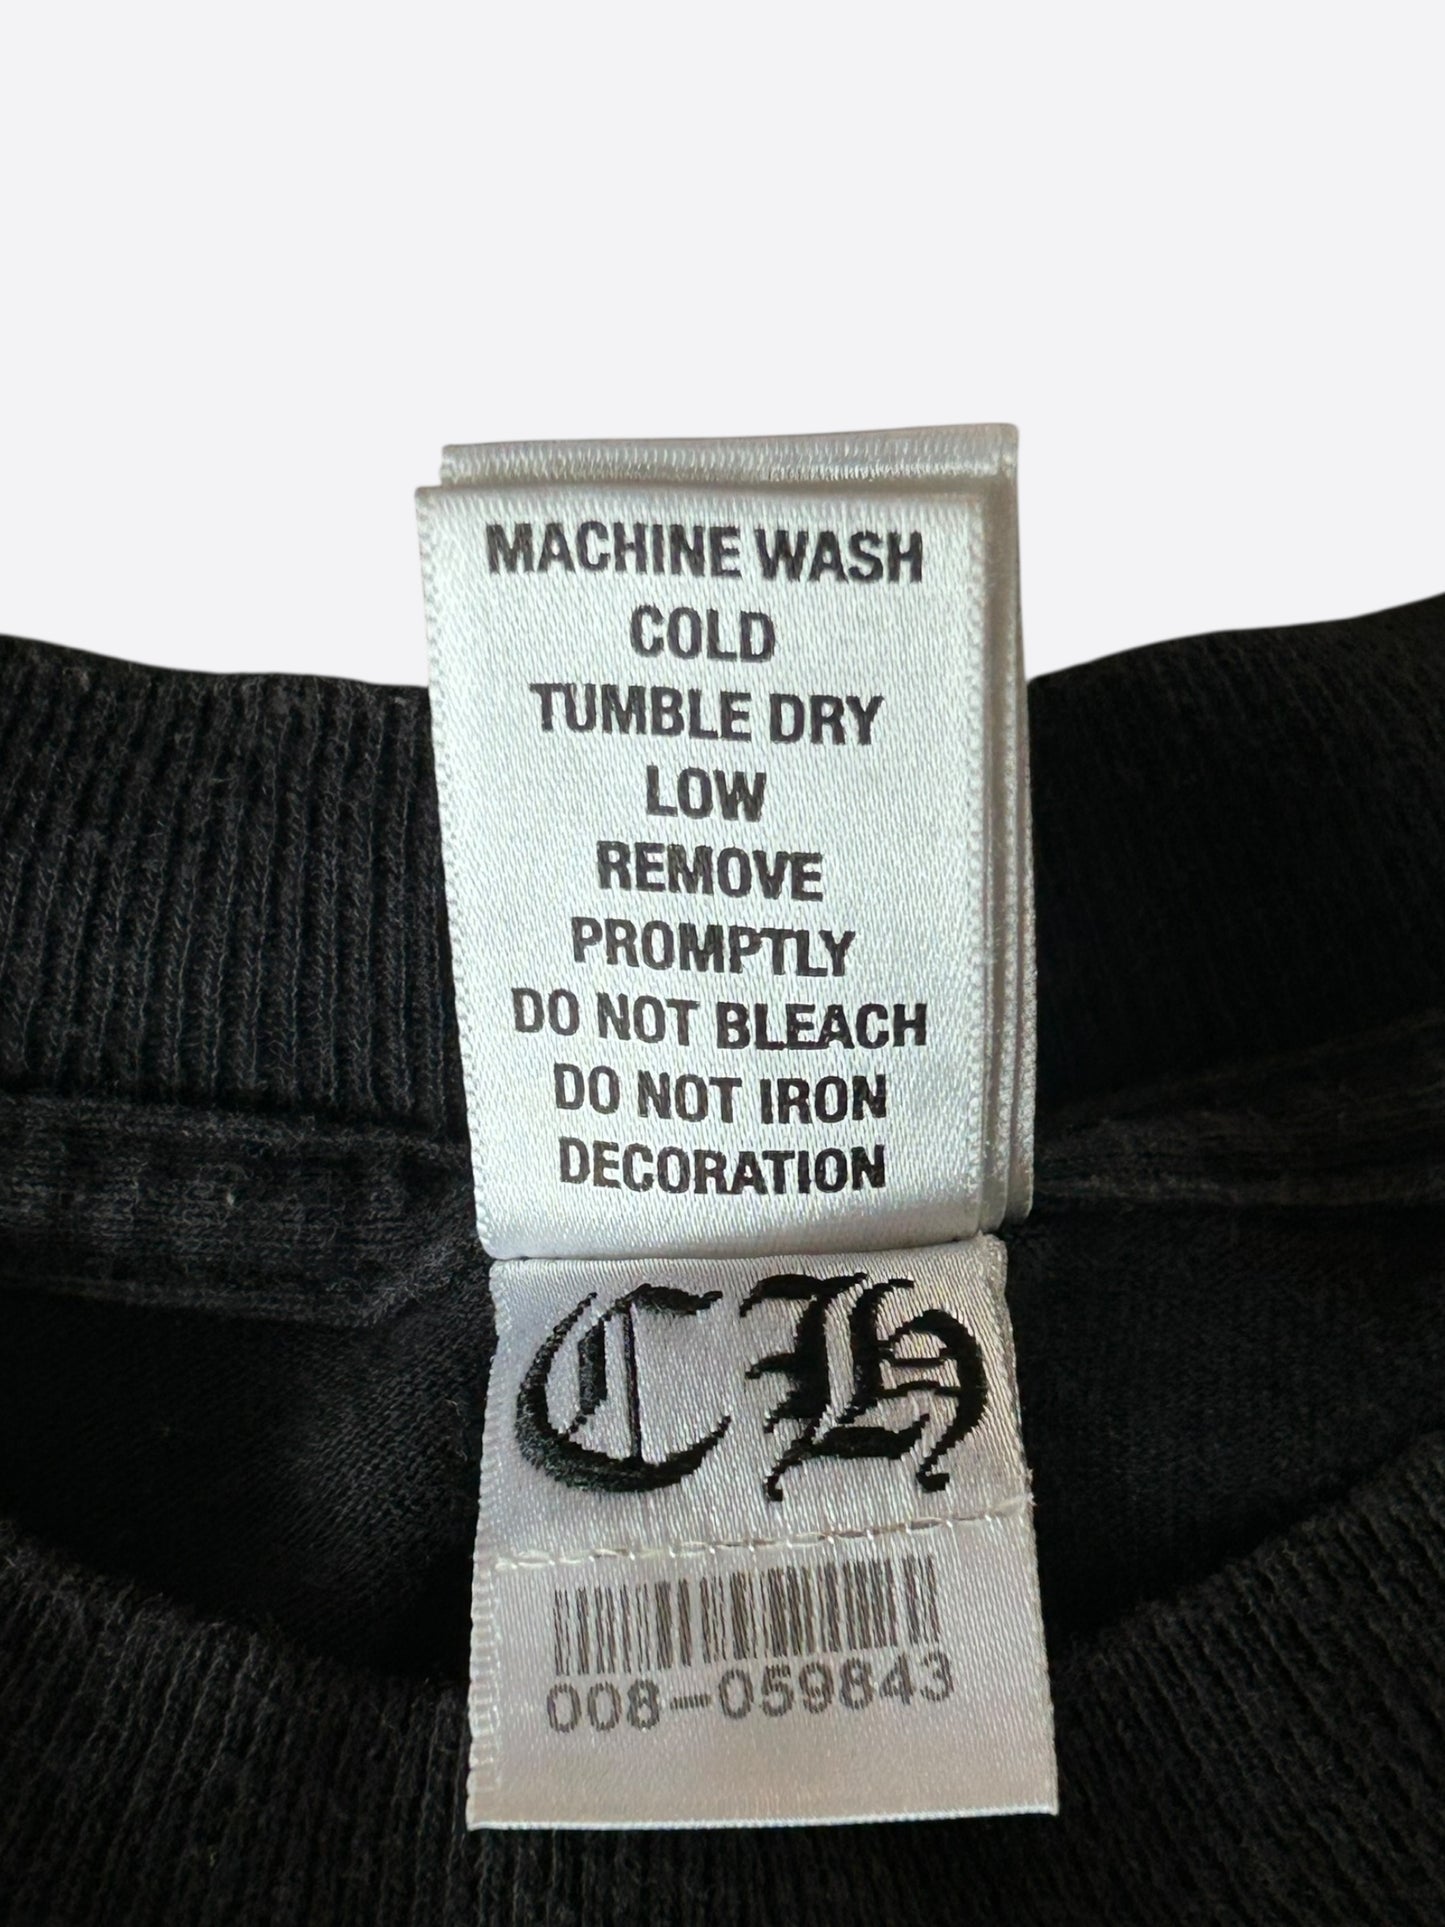 MACHINE WASH
COLD
TUMBLE DRY
LOW
REMOVE
PROMPTLY
DO NOT BLEACH
DO NOT IRON
DECORATION
CH
008-059843